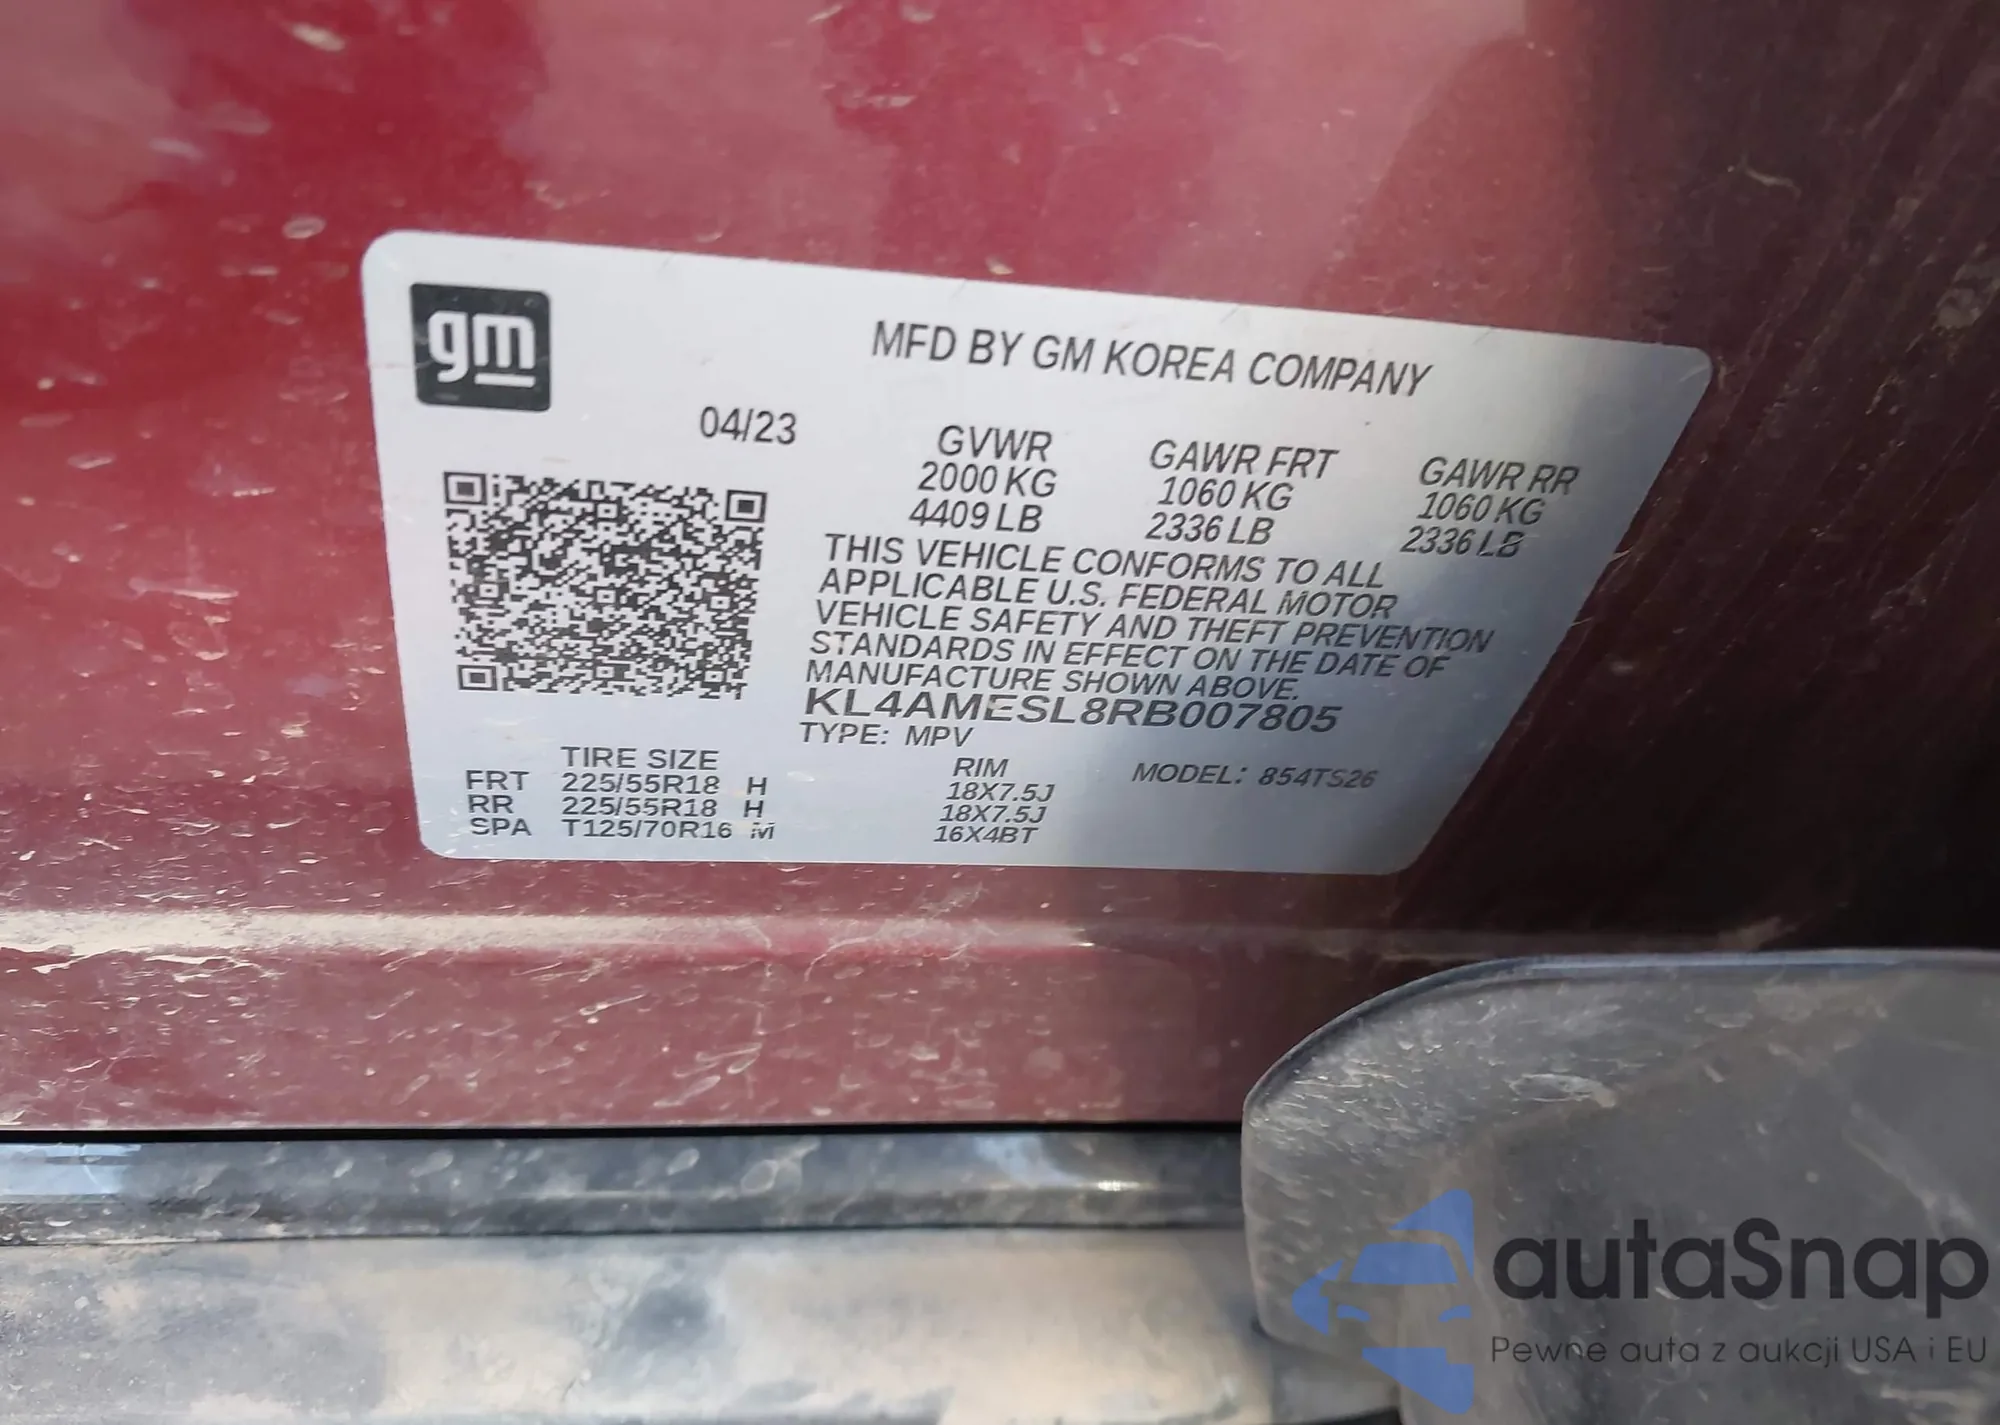 gm
MFD BY GM KOREA COMPANY
04/23
GVWR GAWR FRT GAWR RR
2000 KG 1060 KG 1060 KG
4409 LB 2336 LB 2336 LB
THIS VEHICLE CONFORMS TO ALL
APPLICABLE U.S. FEDERAL MOTOR
VEHICLE SAFETY AND THEFT PREVENTION
STANDARDS IN EFFECT ON THE DATE OF
MANUFACTURE SHOWN ABOVE.
KL4AMESL8RB007805
TYPE: MPV
TIRE SIZE RIM MODEL: 854TS26
FRT 225/55R18 H 18X7.5J
RR 225/55R18 H 18X7.5J
SPA T125/70R16 M 16X4BT
autaSnap
Pewne auta z aukcji USA i EU